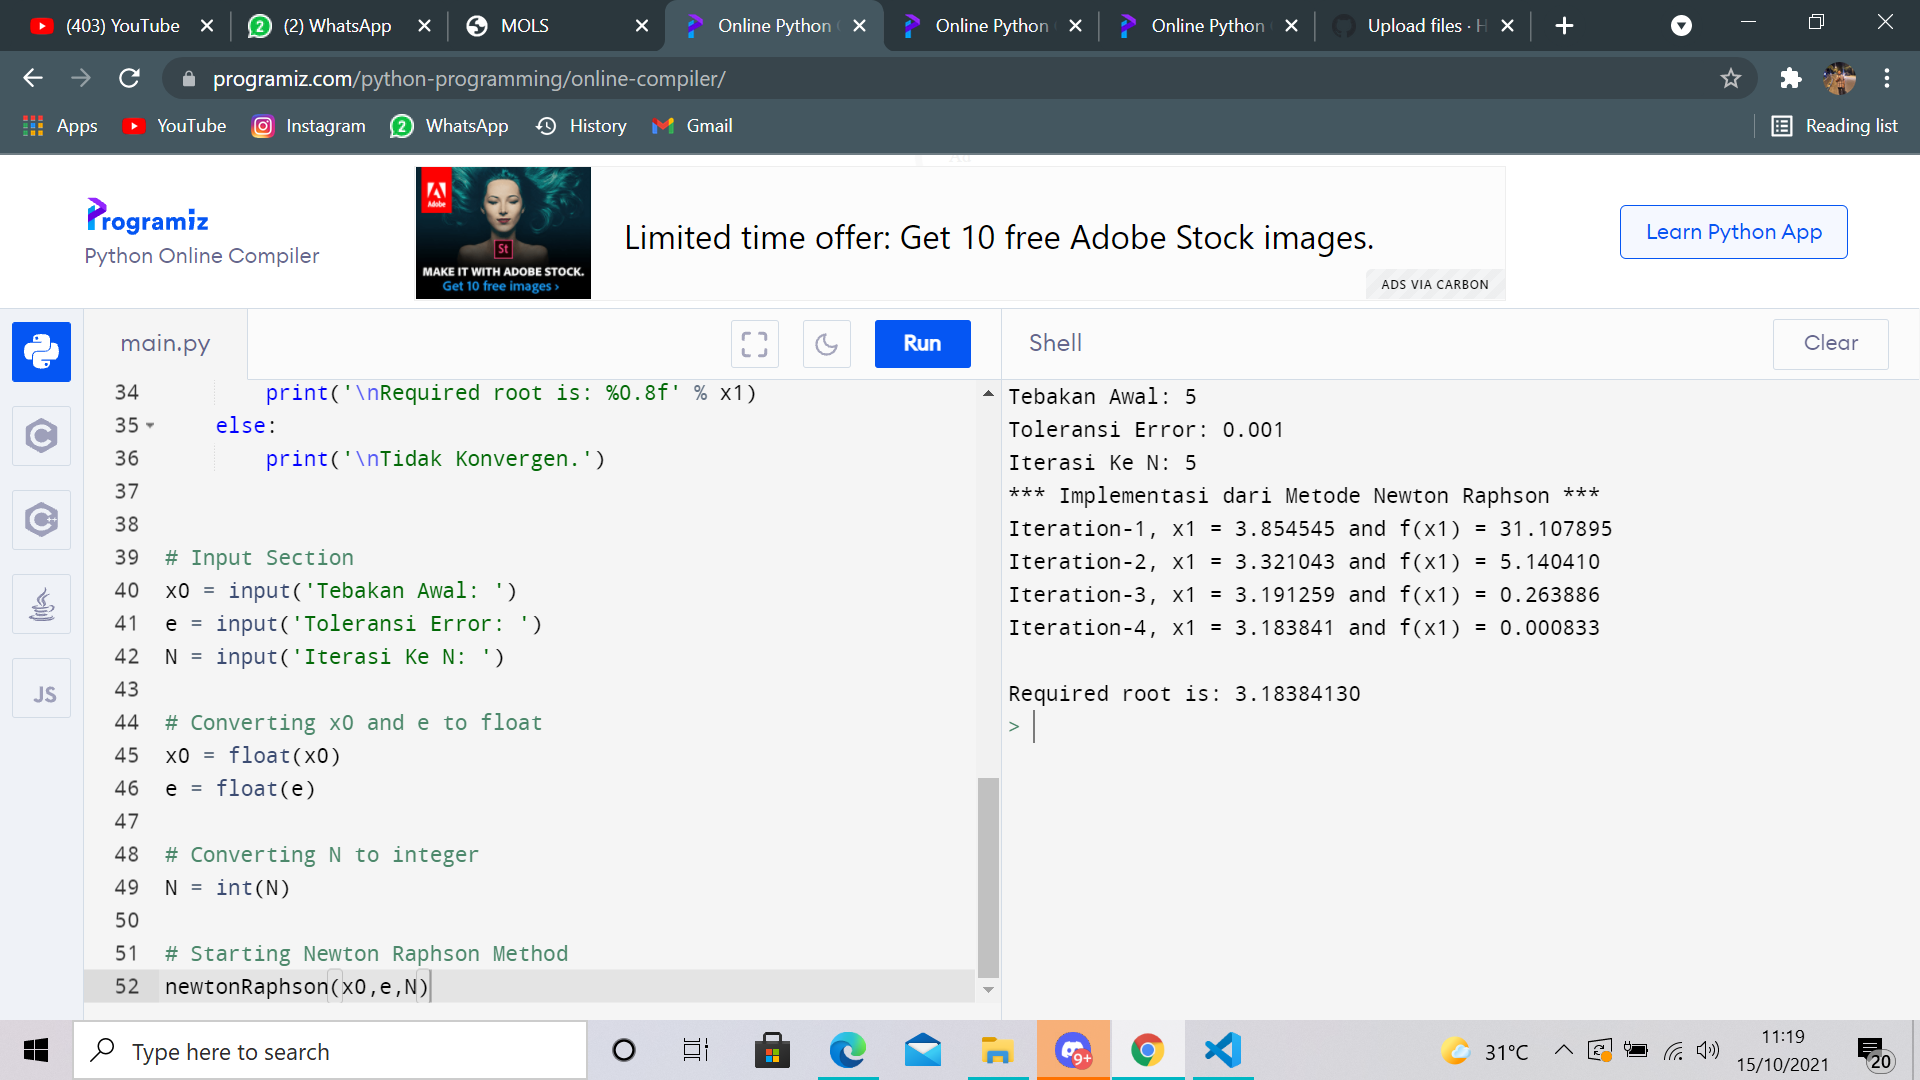 (403) YouTube
(2) WhatsApp
MOLS
Online Python
Online Python
Online Python
Upload files · H
programiz.com/python-programming/online-compiler/
Apps
YouTube
Instagram
2
WhatsApp
History
Gmail
Reading list
Programiz
Python Online Compiler
Adobe
St
MAKE IT WITH ADOBE STOCK.
Get 10 free images ›
Limited time offer: Get 10 free Adobe Stock images.
ADS VIA CARBON
Learn Python App
main.py
Run
Shell
Clear
C
C++
JS
34 print('\nRequired root is: %0.8f' % x1)
35 else:
36 print('\nTidak Konvergen.')
37
38
39 # Input Section
40 x0 = input('Tebakan Awal: ')
41 e = input('Toleransi Error: ')
42 N = input('Iterasi Ke N: ')
43
44 # Converting x0 and e to float
45 x0 = float(x0)
46 e = float(e)
47
48 # Converting N to integer
49 N = int(N)
50
51 # Starting Newton Raphson Method
52 newtonRaphson(x0,e,N)
Tebakan Awal: 5
Toleransi Error: 0.001
Iterasi Ke N: 5
*** Implementasi dari Metode Newton Raphson ***
Iteration-1, x1 = 3.854545 and f(x1) = 31.107895
Iteration-2, x1 = 3.321043 and f(x1) = 5.140410
Iteration-3, x1 = 3.191259 and f(x1) = 0.263886
Iteration-4, x1 = 3.183841 and f(x1) = 0.000833
Required root is: 3.18384130
>
Type here to search
9+
31°C
11:19
15/10/2021
20